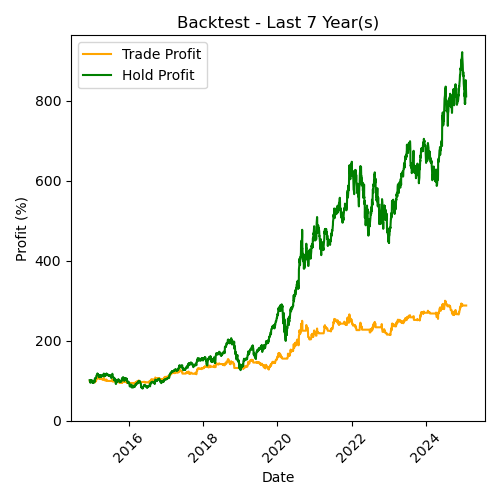 Backtest - Last 7 Year(s)
Trade Profit
Hold Profit
Profit (%)
800
600
400
200
0
2016
2018
2020
2022
2024
Date